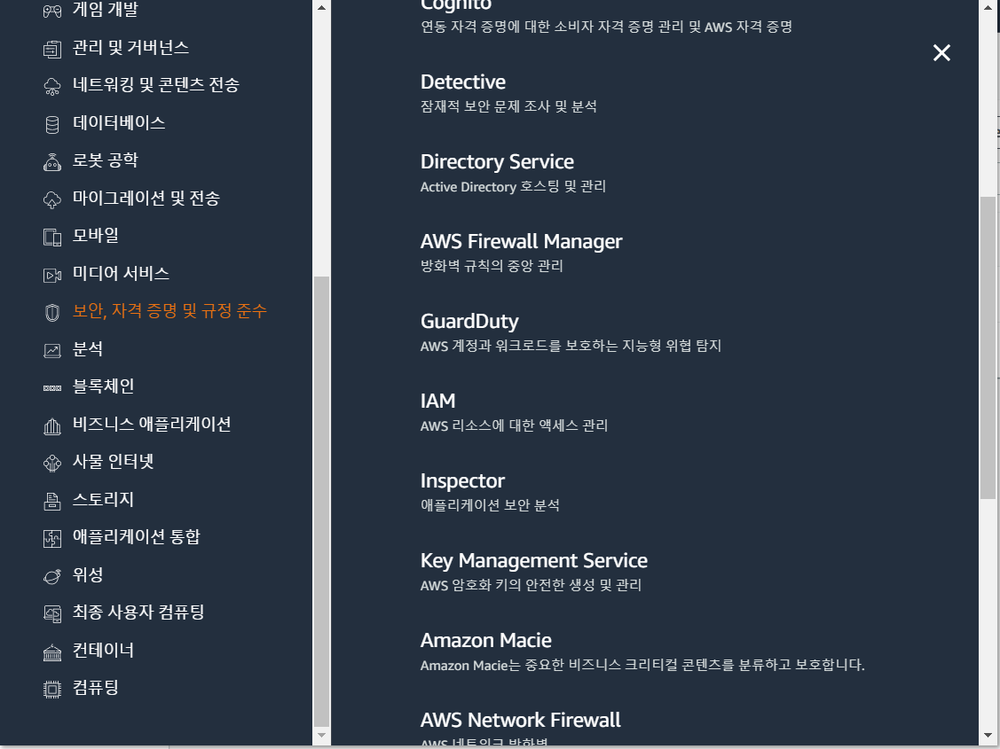 게임 개발
관리 및 거버넌스
네트워킹 및 콘텐츠 전송
데이터베이스
로봇 공학
마이그레이션 및 전송
모바일
미디어 서비스
보안, 자격 증명 및 규정 준수
분석
블록체인
비즈니스 애플리케이션
사물 인터넷
스토리지
애플리케이션 통합
위성
최종 사용자 컴퓨팅
컨테이너
컴퓨팅
Cognito
연동 자격 증명에 대한 소비자 자격 증명 관리 및 AWS 자격 증명
Detective
잠재적 보안 문제 조사 및 분석
Directory Service
Active Directory 호스팅 및 관리
AWS Firewall Manager
방화벽 규칙의 중앙 관리
GuardDuty
AWS 계정과 워크로드를 보호하는 지능형 위협 탐지
IAM
AWS 리소스에 대한 액세스 관리
Inspector
애플리케이션 보안 분석
Key Management Service
AWS 암호화 키의 안전한 생성 및 관리
Amazon Macie
Amazon Macie는 중요한 비즈니스 크리티컬 콘텐츠를 분류하고 보호합니다.
AWS Network Firewall
AWS 네트워크 방화벽